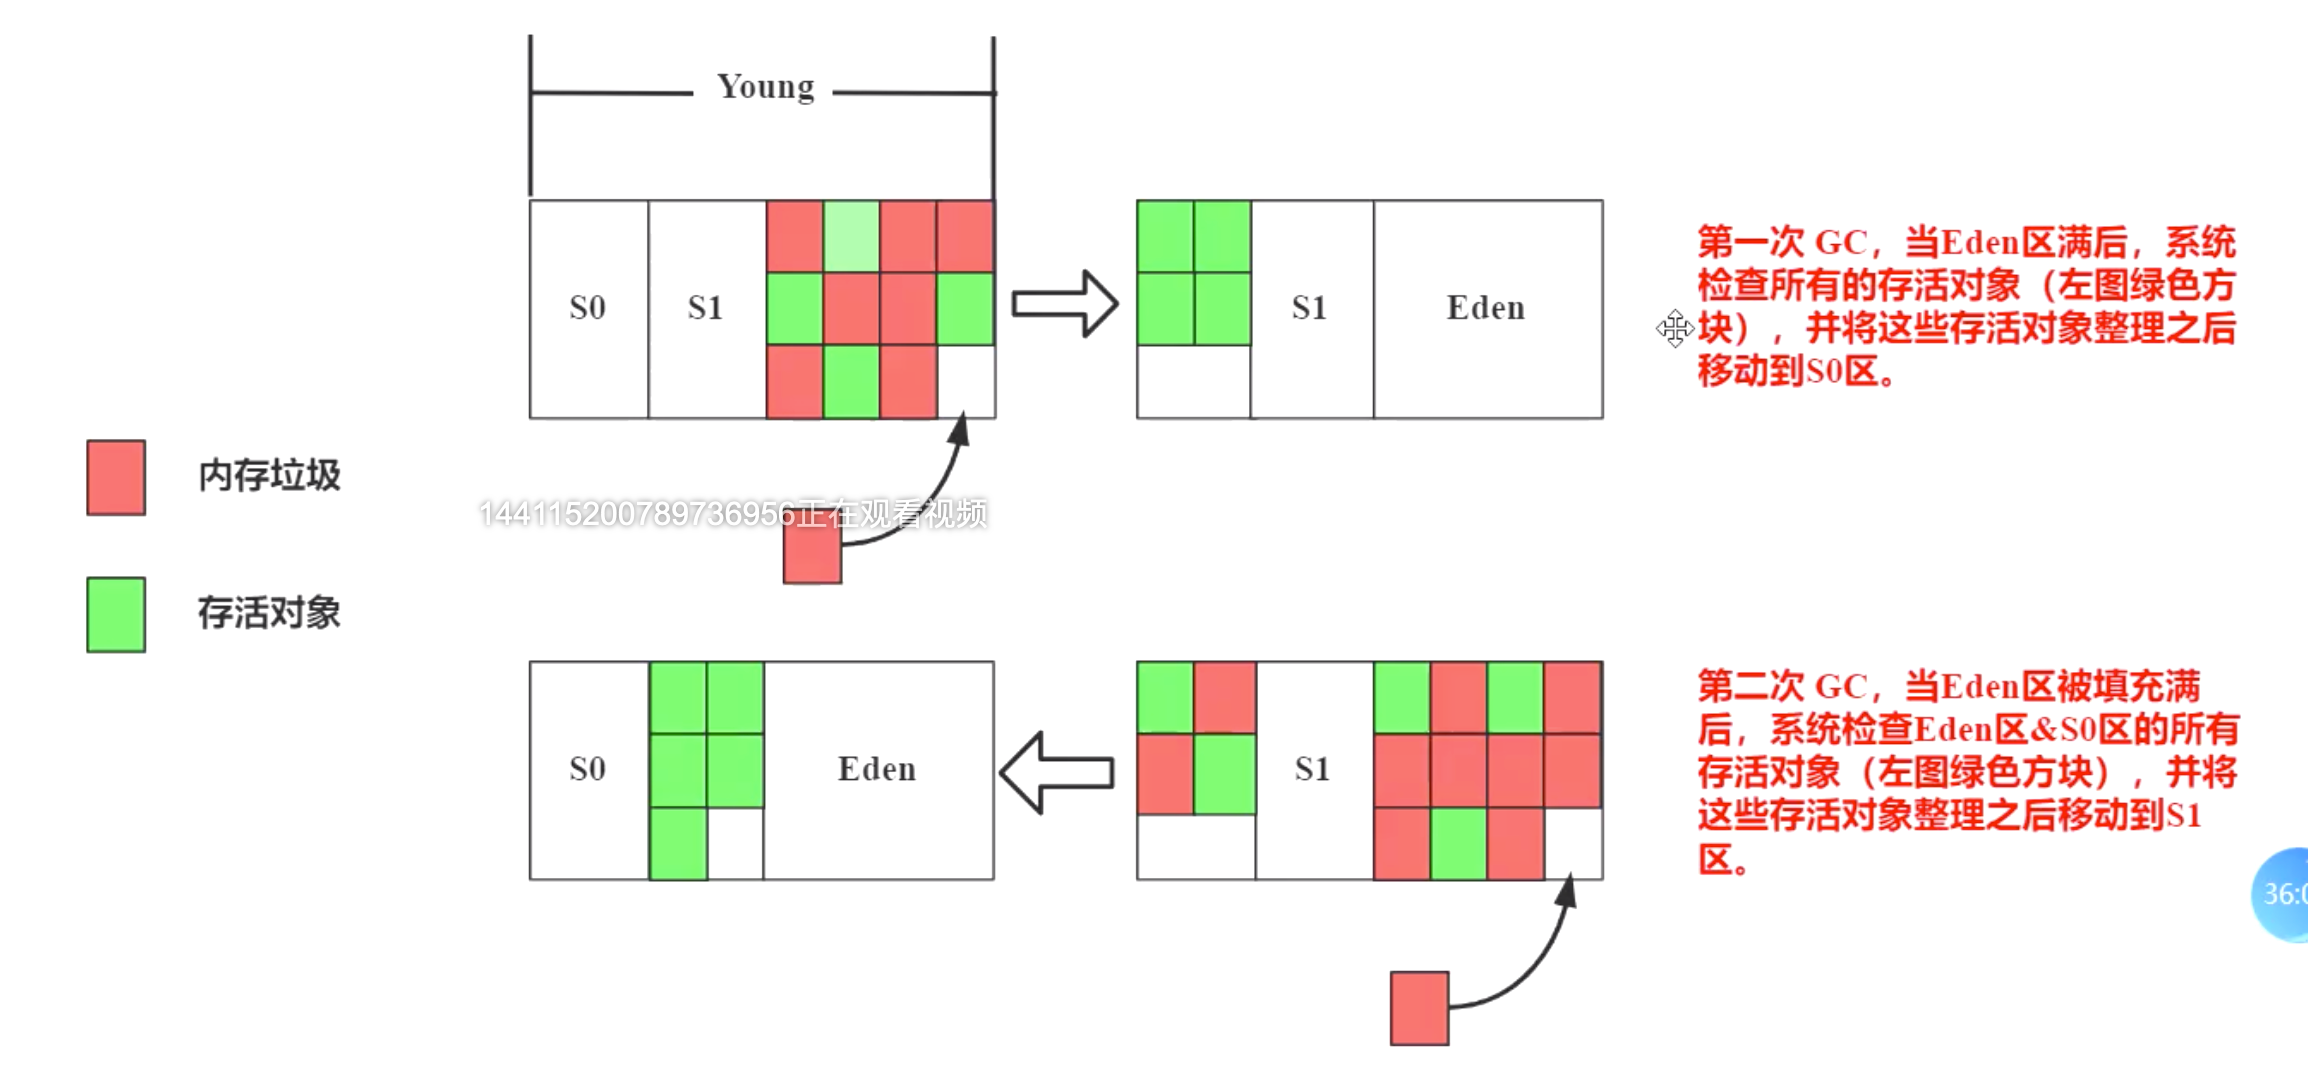 Young
S0
S1
S1
Eden
第一次 GC，当Eden区满后，系统
检查所有的存活对象（左图绿色方
块），并将这些存活对象整理之后
移动到S0区。
内存垃圾
144115200789736956正在观看视频
存活对象
S0
Eden
S1
第二次 GC，当Eden区被填充满
后，系统检查Eden区&S0区的所有
存活对象（左图绿色方块），并将
这些存活对象整理之后移动到S1
区。